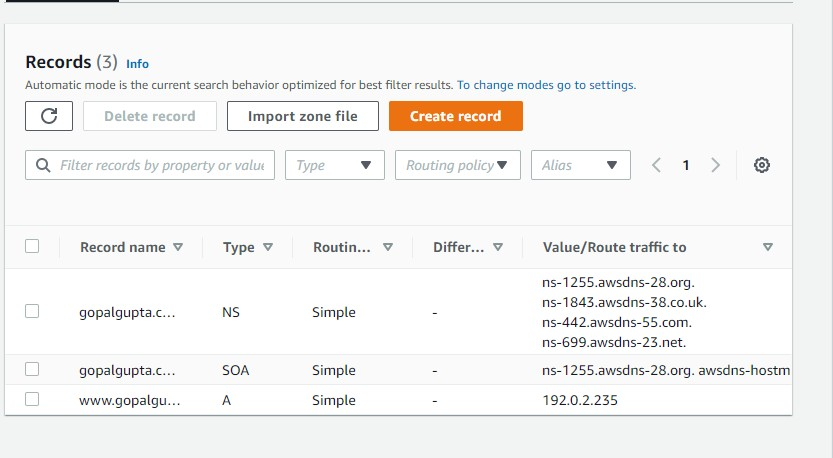 Records (3) Info
Automatic mode is the current search behavior optimized for best filter results. To change modes go to settings.
Delete record Import zone file Create record
Filter records by property or value Type Routing policy Alias 1
Record name Type Routin... Differ... Value/Route traffic to
gopalgupta.c... NS Simple - ns-1255.awsdns-28.org.
ns-1843.awsdns-38.co.uk.
ns-442.awsdns-55.com.
ns-699.awsdns-23.net.
gopalgupta.c... SOA Simple - ns-1255.awsdns-28.org. awsdns-hostm
www.gopalgu... A Simple - 192.0.2.235